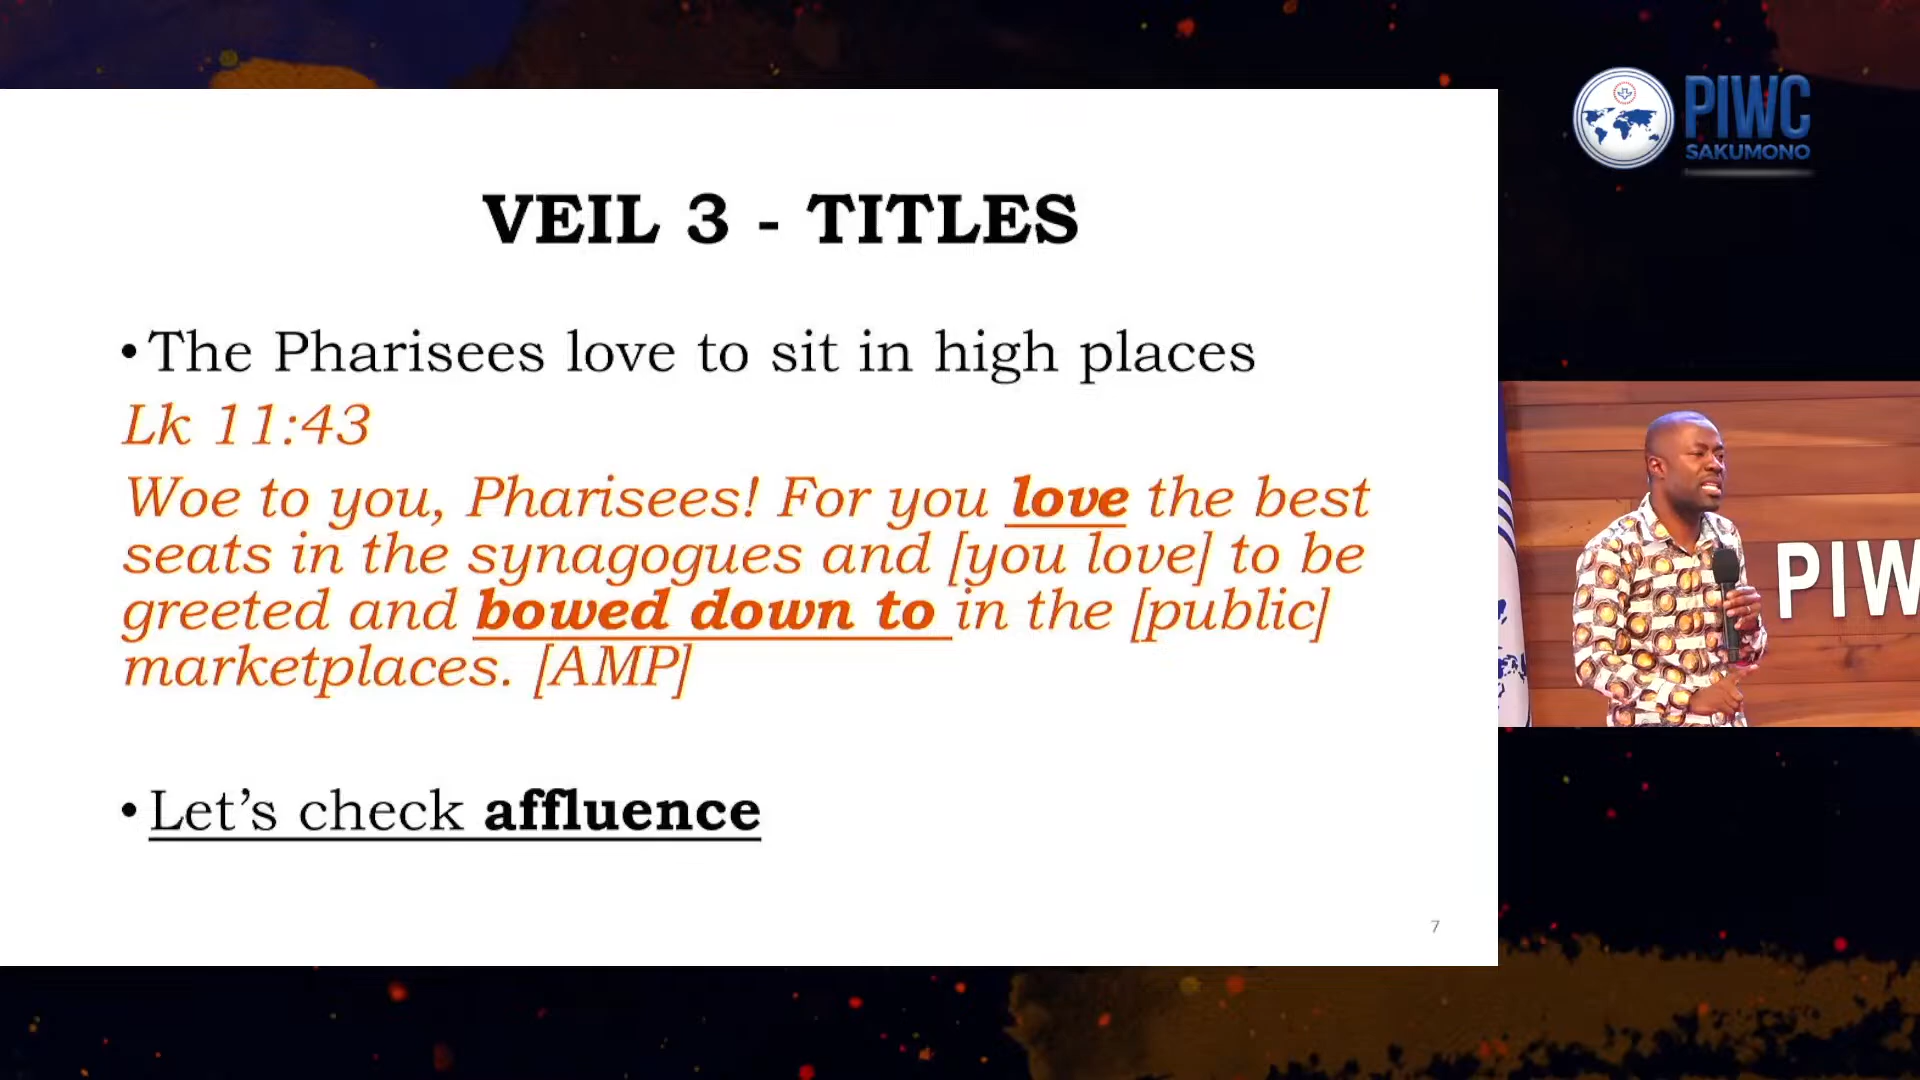 VEIL 3 - TITLES
•The Pharisees love to sit in high places
Lk 11:43
Woe to you, Pharisees! For you love the best
seats in the synagogues and [you love] to be
greeted and bowed down to in the [public]
marketplaces. [AMP]
•Let’s check affluence
7
PIWC
SAKUMONO
PIW